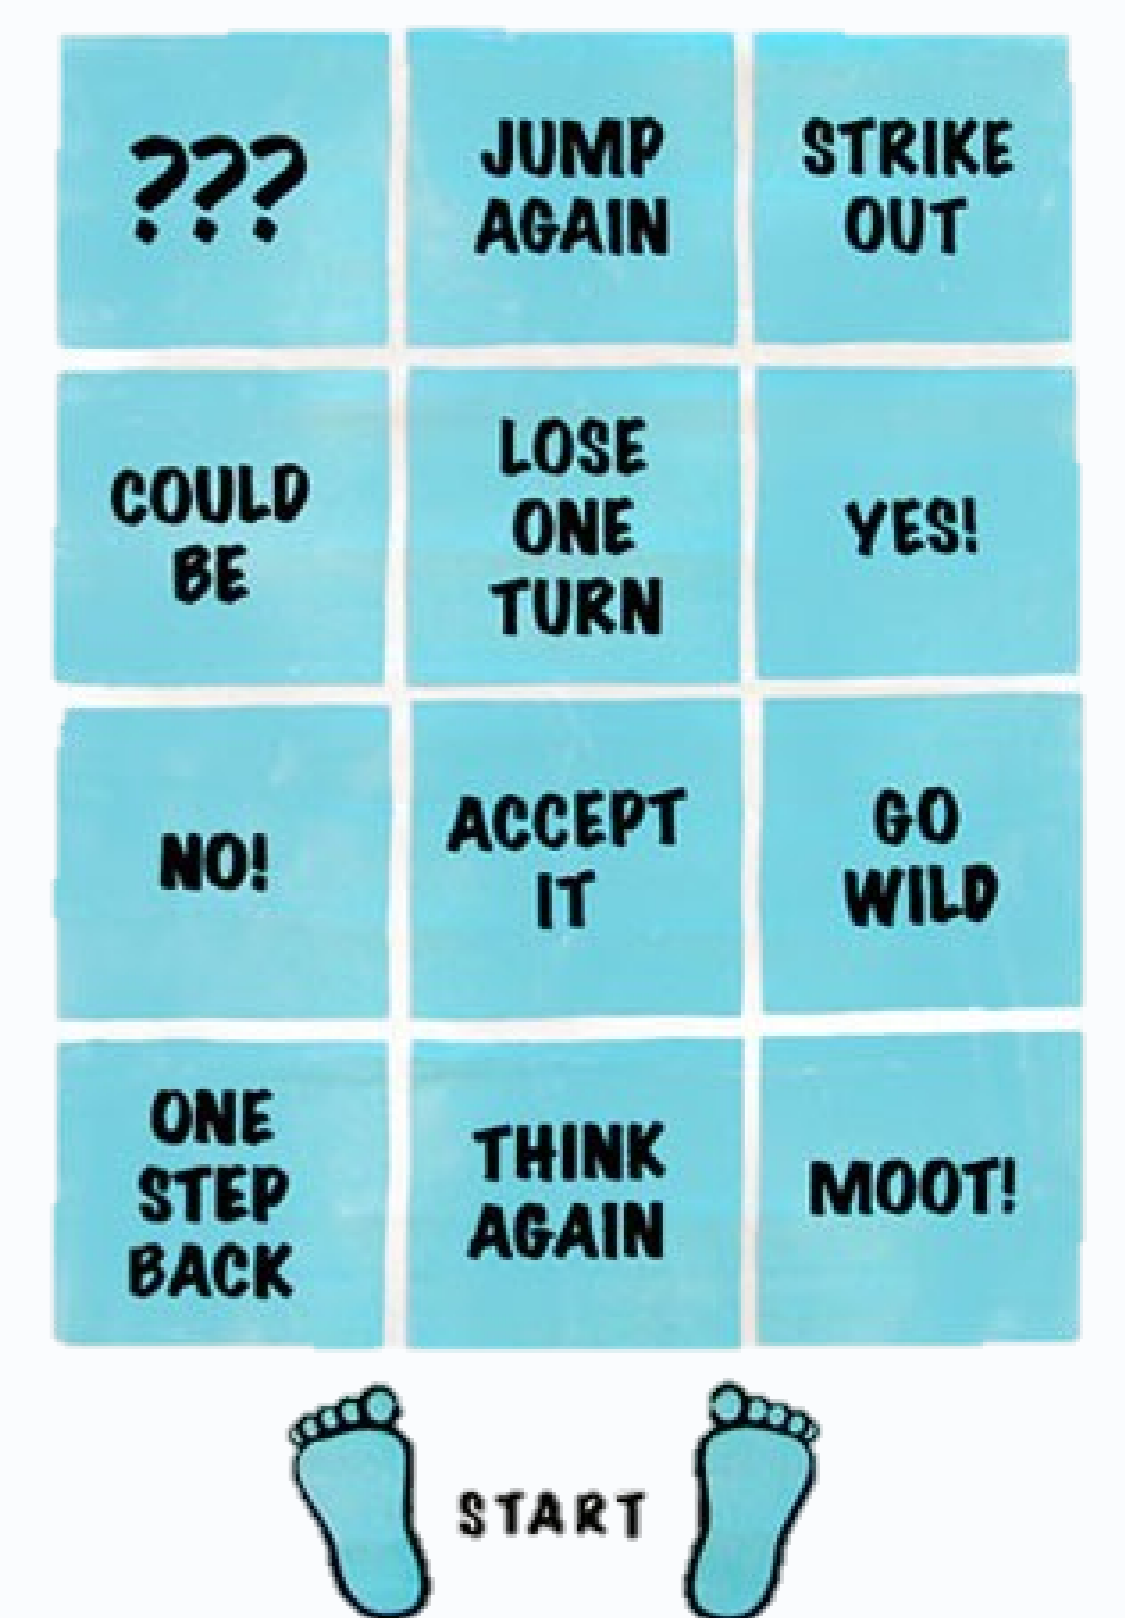 ???
JUMP
AGAIN
STRIKE
OUT
COULD
BE
LOSE
ONE
TURN
YES!
NO!
ACCEPT
IT
GO
WILD
ONE
STEP
BACK
THINK
AGAIN
MOOT!
START